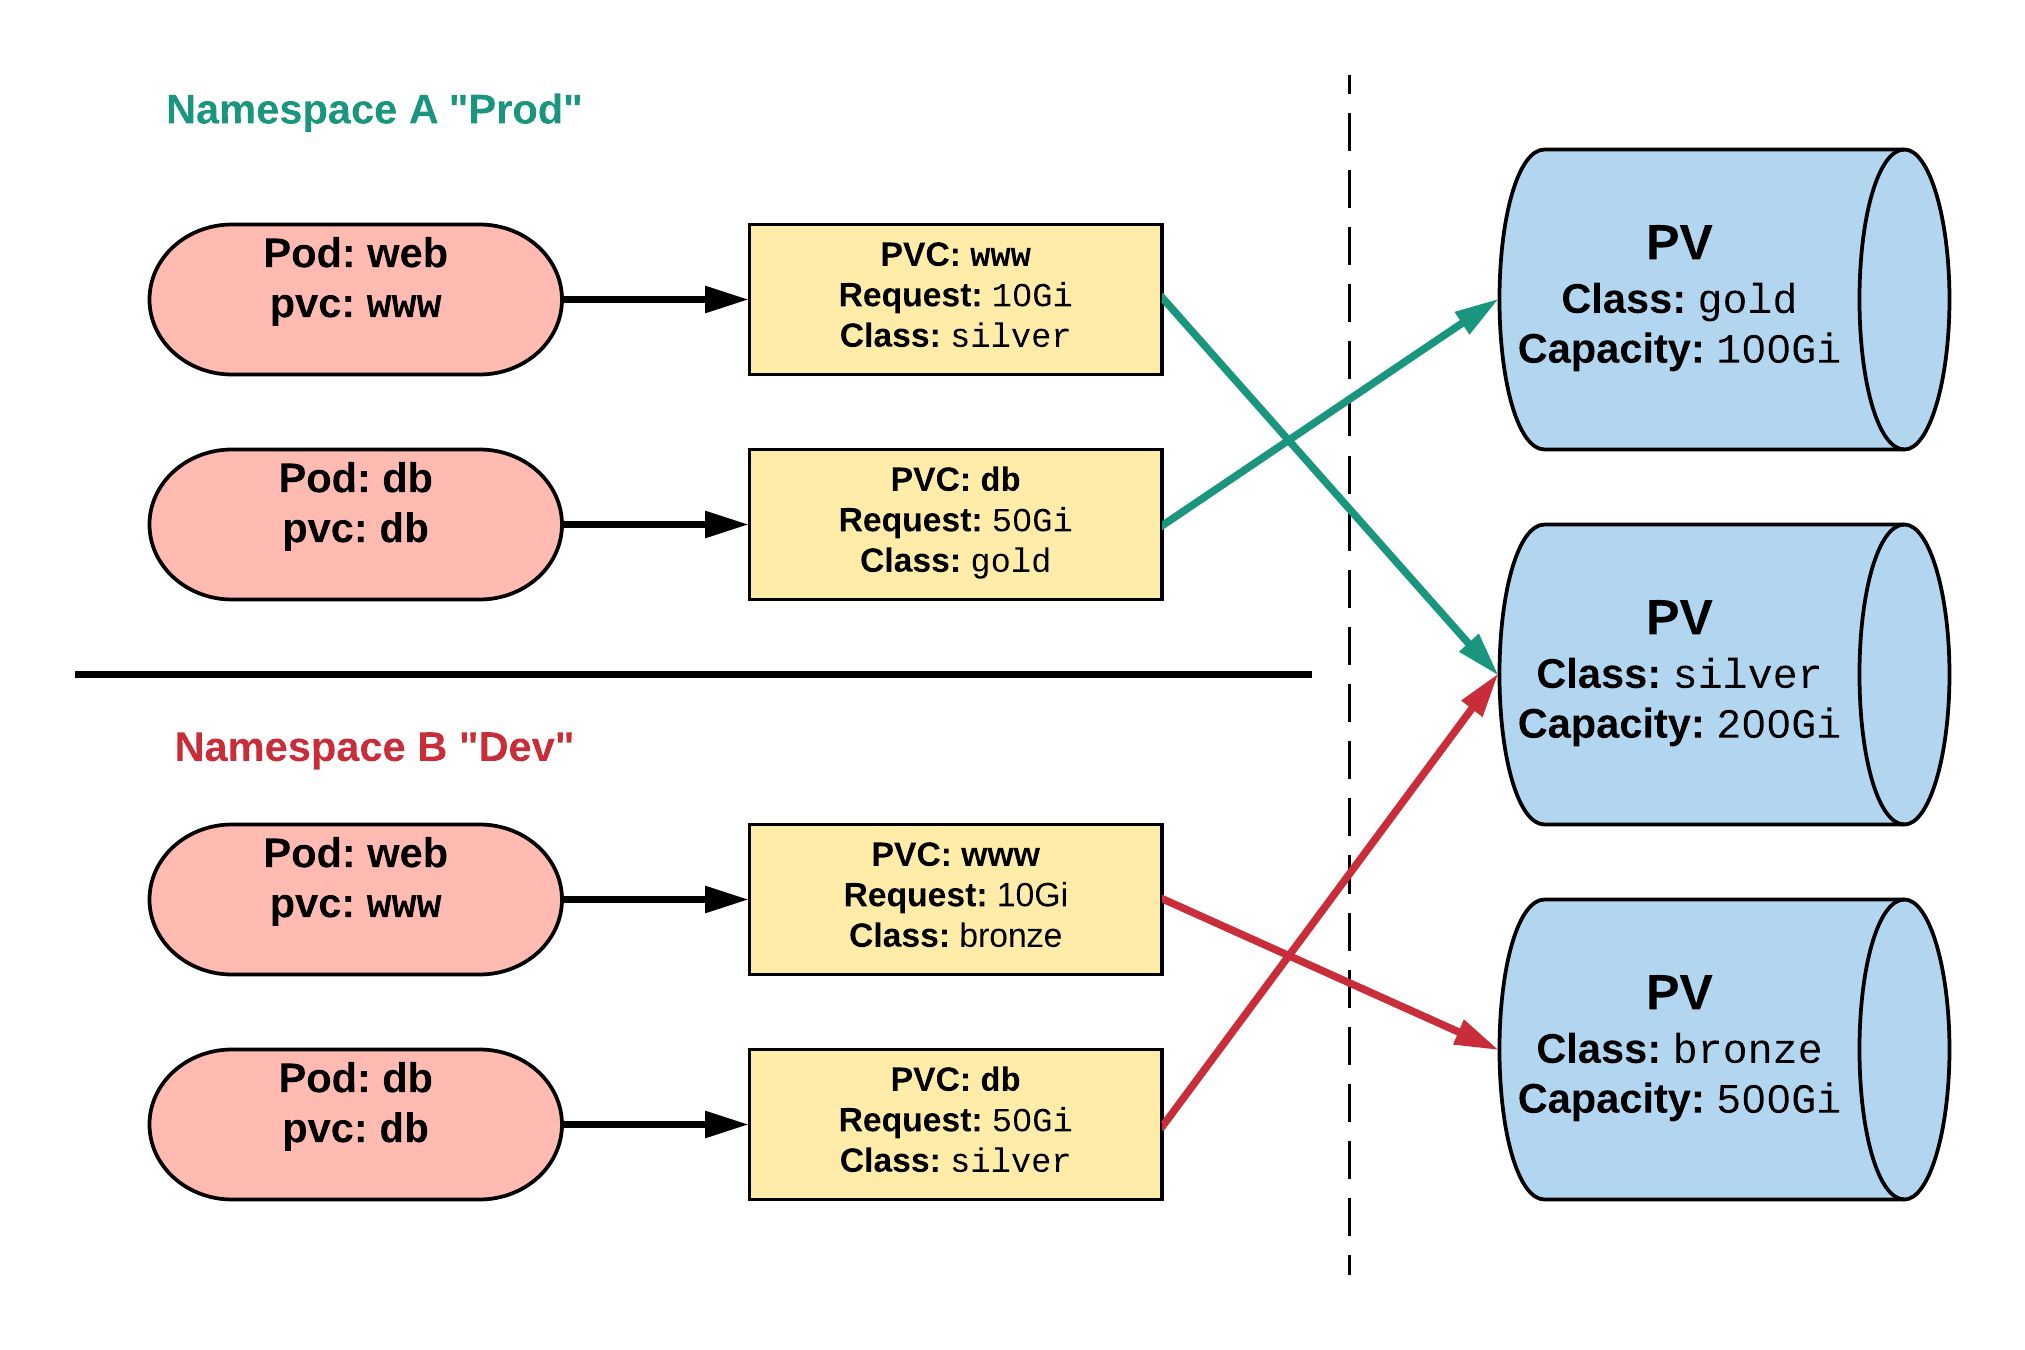 Namespace A "Prod"
Pod: web
pvc: www
PVC: www
Request: 10Gi
Class: silver
Pod: db
pvc: db
PVC: db
Request: 50Gi
Class: gold
Namespace B "Dev"
Pod: web
pvc: www
PVC: www
Request: 10Gi
Class: bronze
Pod: db
pvc: db
PVC: db
Request: 50Gi
Class: silver
PV
Class: gold
Capacity: 100Gi
PV
Class: silver
Capacity: 200Gi
PV
Class: bronze
Capacity: 500Gi